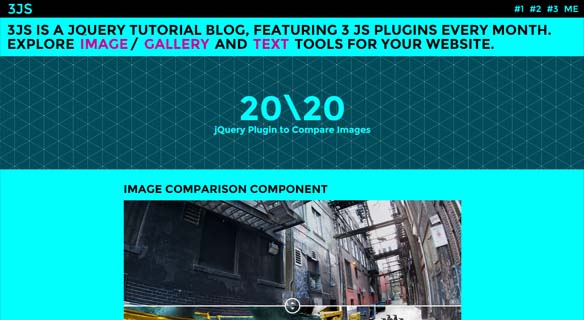 3JS
#1 #2 #3 ME
3JS IS A JQUERY TUTORIAL BLOG, FEATURING 3 JS PLUGINS EVERY MONTH.
EXPLORE IMAGE / GALLERY AND TEXT TOOLS FOR YOUR WEBSITE.
20\20
jQuery Plugin to Compare Images
IMAGE COMPARISON COMPONENT